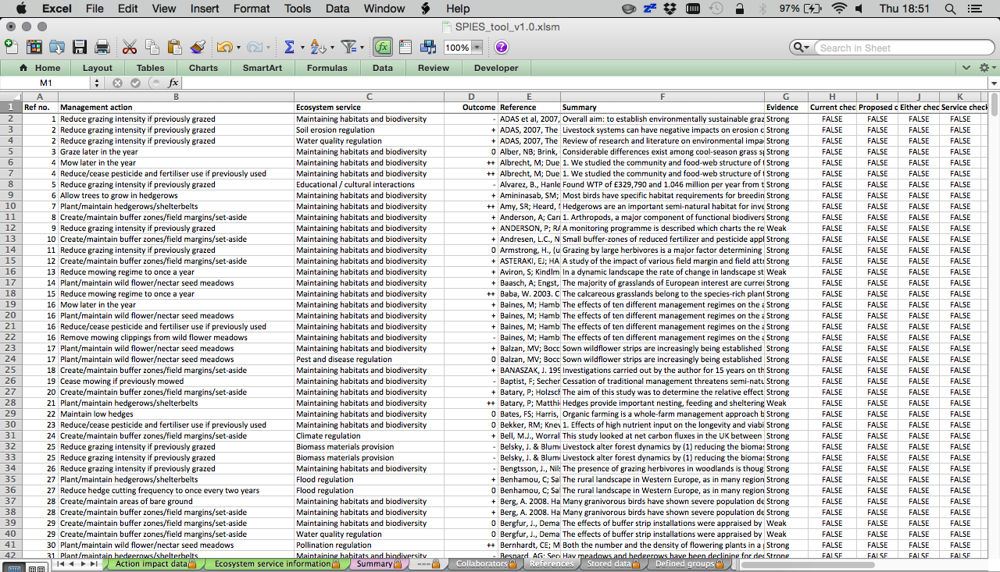 Excel File Edit View Insert Format Tools Data Window Help 97% Thu 18:51
SPIES_tool_v1.0.xlsm
100% Search in Sheet
Home Layout Tables Charts SmartArt Formulas Data Review Developer
M1 fx
A B C D E F G H I J K
1 Ref no. Management action Ecosystem service Outcome Reference Summary Evidence Current chec Proposed c Either chec Service check
2 1 Reduce grazing intensity if previously grazed Maintaining habitats and biodiversity - ADAS et al, 2007, Overall aim: to establish environmentally sustainable graz Strong FALSE FALSE FALSE FALSE
3 2 Reduce grazing intensity if previously grazed Soil erosion regulation + ADAS, 2007, The Livestock systems can have negative impacts on erosion c Strong FALSE FALSE FALSE FALSE
4 2 Reduce grazing intensity if previously grazed Water quality regulation + ADAS, 2007, The Review of research and literature on environmental impa Strong FALSE FALSE FALSE FALSE
5 3 Graze later in the year Maintaining habitats and biodiversity 0 Alber, NB; Brink, Considerable differences exist among cool-season grass s Strong FALSE FALSE FALSE FALSE
6 4 Mow later in the year Maintaining habitats and biodiversity ++ Albrecht, M; Due 1. We studied the community and food-web structure of t Strong FALSE FALSE FALSE FALSE
7 4 Reduce/cease pesticide and fertiliser use if previously used Maintaining habitats and biodiversity ++ Albrecht, M; Due 1. We studied the community and food-web structure of t Strong FALSE FALSE FALSE FALSE
8 5 Reduce grazing intensity if previously grazed Educational / cultural interactions - Alvarez, B., Hanle Found WTP of £329,790 and 1.046 million per year from t Strong FALSE FALSE FALSE FALSE
9 6 Allow trees to grow in hedgerows Maintaining habitats and biodiversity + Amininasab, SM; Most birds have specific habitat requirements for breedin Strong FALSE FALSE FALSE FALSE
10 7 Plant/maintain hedgerows/shelterbelts Maintaining habitats and biodiversity ++ Amy, SR; Heard, Hedgerows are an important semi-natural habitat for inve Strong FALSE FALSE FALSE FALSE
11 8 Create/maintain buffer zones/field margins/set-aside Maintaining habitats and biodiversity + Anderson, A; Car 1. Arthropods, a major component of functional biodivers Strong FALSE FALSE FALSE FALSE
12 9 Reduce grazing intensity if previously grazed Maintaining habitats and biodiversity + ANDERSON, P; RA A monitoring programme is described which charts the re Weak FALSE FALSE FALSE FALSE
13 10 Create/maintain buffer zones/field margins/set-aside Maintaining habitats and biodiversity + Andresen, L.C., N Small buffer-zones of reduced fertilizer and pesticide appl Strong FALSE FALSE FALSE FALSE
14 11 Reduce grazing intensity if previously grazed Maintaining habitats and biodiversity 0 Armstrong, H., (u Grazing by large herbivores is a major factor determining Strong FALSE FALSE FALSE FALSE
15 12 Create/maintain buffer zones/field margins/set-aside Maintaining habitats and biodiversity + ASTERAKI, EJ; HA A study of the impact of various field margin and field att Strong FALSE FALSE FALSE FALSE
16 13 Reduce mowing regime to once a year Maintaining habitats and biodiversity + Aviron, S; Kindlm In a dynamic landscape the rate of change in landscape st Weak FALSE FALSE FALSE FALSE
17 14 Plant/maintain wild flower/nectar seed meadows Maintaining habitats and biodiversity + Baasch, A; Engst, The majority of grasslands of European interest are curre Strong FALSE FALSE FALSE FALSE
18 15 Reduce mowing regime to once a year Maintaining habitats and biodiversity ++ Baba, W. 2003. C The calcareous grasslands belong to the species-rich plant Strong FALSE FALSE FALSE FALSE
19 16 Mow later in the year Maintaining habitats and biodiversity + Baines, M; Hamb The effects of ten different management regimes on the a Strong FALSE FALSE FALSE FALSE
20 16 Plant/maintain wild flower/nectar seed meadows Maintaining habitats and biodiversity + Baines, M; Hamb The effects of ten different management regimes on the a Strong FALSE FALSE FALSE FALSE
21 16 Reduce/cease pesticide and fertiliser use if previously used Maintaining habitats and biodiversity + Baines, M; Hamb The effects of ten different management regimes on the a Strong FALSE FALSE FALSE FALSE
22 16 Remove mowing clippings from wild flower meadows Maintaining habitats and biodiversity - Baines, M; Hamb The effects of ten different management regimes on the a Strong FALSE FALSE FALSE FALSE
23 17 Plant/maintain wild flower/nectar seed meadows Maintaining habitats and biodiversity + Balzan, MV; Bocc Sown wildflower strips are increasingly being established Strong FALSE FALSE FALSE FALSE
24 17 Plant/maintain wild flower/nectar seed meadows Pest and disease regulation 0 Balzan, MV; Bocc Sown wildflower strips are increasingly being established Strong FALSE FALSE FALSE FALSE
25 18 Create/maintain buffer zones/field margins/set-aside Maintaining habitats and biodiversity + BANASZAK, J. 199 Investigations carried out by the author for 15 years on th Strong FALSE FALSE FALSE FALSE
26 19 Cease mowing if previously mowed Maintaining habitats and biodiversity - Baptist, F; Secher Cessation of traditional management threatens semi-natu Strong FALSE FALSE FALSE FALSE
27 20 Create/maintain buffer zones/field margins/set-aside Maintaining habitats and biodiversity + Batary, P; Holzsch The aim of this study was to determine the relative effect Strong FALSE FALSE FALSE FALSE
28 21 Plant/maintain hedgerows/shelterbelts Maintaining habitats and biodiversity ++ Batary, P; Matthi Hedges provide important nesting, feeding and sheltering Weak FALSE FALSE FALSE FALSE
29 22 Maintain low hedges Maintaining habitats and biodiversity 0 Bates, FS; Harris, Organic farming is a whole-farm management approach b Strong FALSE FALSE FALSE FALSE
30 23 Reduce/cease pesticide and fertiliser use if previously used Maintaining habitats and biodiversity 0 Bekker, RM; Knev 1. Effects of high nutrient input on the longevity and viabi Strong FALSE FALSE FALSE FALSE
31 24 Create/maintain buffer zones/field margins/set-aside Climate regulation + Bell, M.J., Worral This study looked at net carbon fluxes in the UK between Strong FALSE FALSE FALSE FALSE
32 25 Reduce grazing intensity if previously grazed Biomass materials provision - Belsky, J. & Blum Livestock alter forest dynamics by (1) reducing the bioma Strong FALSE FALSE FALSE FALSE
33 25 Reduce grazing intensity if previously grazed Biomass materials provision - Belsky, J. & Blum Livestock alter forest dynamics by (1) reducing the bioma Strong FALSE FALSE FALSE FALSE
34 26 Reduce grazing intensity if previously grazed Maintaining habitats and biodiversity - Bengtsson, J., Nil The presence of grazing herbivores in woodlands is thoug Strong FALSE FALSE FALSE FALSE
35 27 Plant/maintain hedgerows/shelterbelts Flood regulation + Benhamou, C; Sal The rural landscape in Western Europe, as in many region Strong FALSE FALSE FALSE FALSE
36 27 Reduce hedge cutting frequency to once every two years Flood regulation 0 Benhamou, C; Sal The rural landscape in Western Europe, as in many region Strong FALSE FALSE FALSE FALSE
37 28 Create/maintain areas of bare ground Maintaining habitats and biodiversity + Berg, A. 2008. Ha Many granivorous birds have shown severe population de Strong FALSE FALSE FALSE FALSE
38 28 Create/maintain buffer zones/field margins/set-aside Maintaining habitats and biodiversity + Berg, A. 2008. Ha Many granivorous birds have shown severe population de Strong FALSE FALSE FALSE FALSE
39 29 Create/maintain buffer zones/field margins/set-aside Maintaining habitats and biodiversity 0 Bergfur, J., Dema The effects of buffer strip installations were appraised by Weak FALSE FALSE FALSE FALSE
40 29 Create/maintain buffer zones/field margins/set-aside Water quality regulation 0 Bergfur, J., Dema The effects of buffer strip installations were appraised by Weak FALSE FALSE FALSE FALSE
41 30 Plant/maintain wild flower/nectar seed meadows Pollination regulation ++ Bernhardt, CE; M Both the number and the density of flowering plants in a Strong FALSE FALSE FALSE FALSE
42 31 Plant/maintain hedgerows/shelterbelts Maintaining habitats and biodiversity Besnard, AG; Sec Hay meadows and hedgerows have been declining for de Strong FALSE FALSE FALSE FALSE
Action impact data Ecosystem service information Summary --- Collaborators References Stored data Defined groups